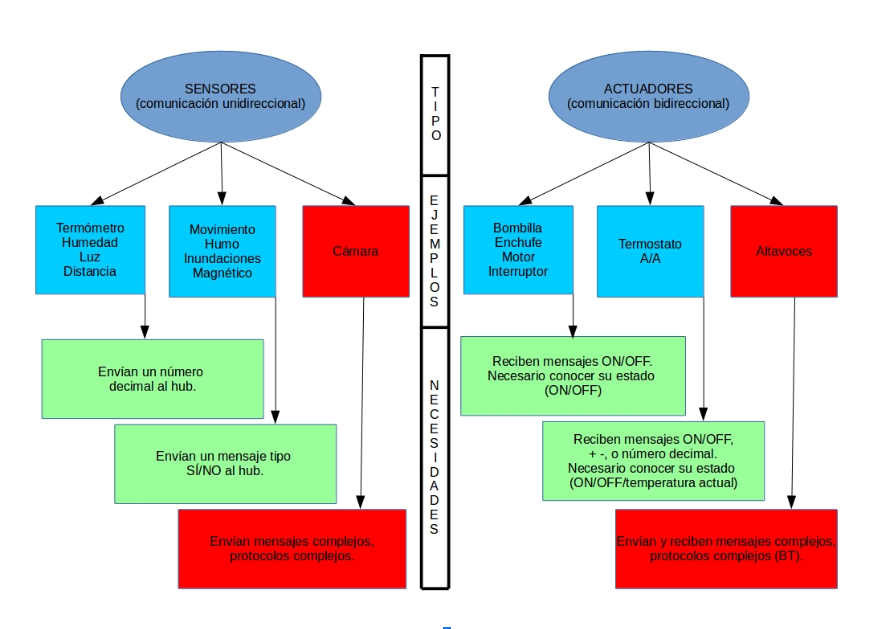 SENSORES
(comunicación unidireccional)
TIPO
ACTUADORES
(comunicación bidireccional)
Termómetro
Humedad
Luz
Distancia
Movimiento
Humo
Inundaciones
Magnético
Cámara
EJEMPLOS
Bombilla
Enchufe
Motor
Interruptor
Termostato
A/A
Altavoces
Envían un número
decimal al hub.
Envían un mensaje tipo
SÍ/NO al hub.
Envían mensajes complejos,
protocolos complejos.
NECESIDADES
Reciben mensajes ON/OFF.
Necesario conocer su estado
(ON/OFF)
Reciben mensajes ON/OFF,
+ -, o número decimal.
Necesario conocer su estado
(ON/OFF/temperatura actual)
Envían y reciben mensajes complejos,
protocolos complejos (BT).